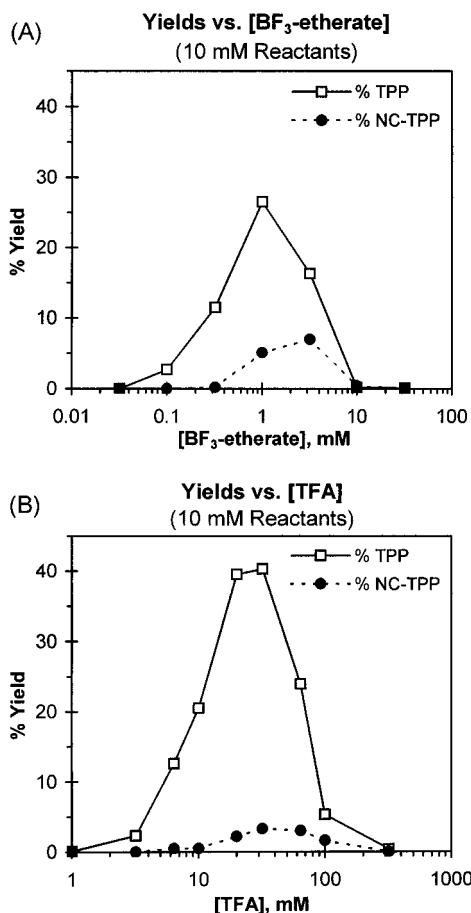 (A)
Yields vs. [BF₃-etherate]
(10 mM Reactants)
% TPP
% NC-TPP
40
30
20
10
0
% Yield
0.01 0.1 1 10 100
[BF₃-etherate], mM
(B)
Yields vs. [TFA]
(10 mM Reactants)
% TPP
% NC-TPP
40
30
20
10
0
% Yield
1 10 100 1000
[TFA], mM